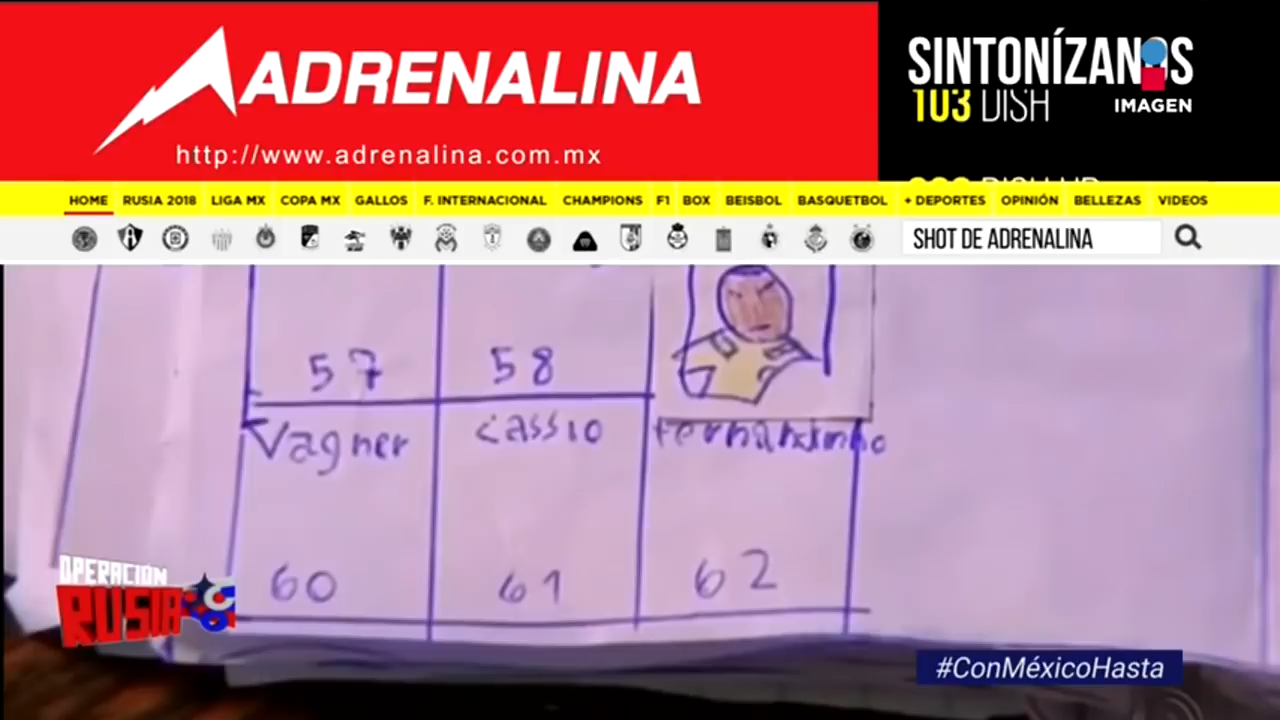 ADRENALINA
http://www.adrenalina.com.mx
SINTONÍZANOS
103 DISH
IMAGEN
HOME RUSIA 2018 LIGA MX COPA MX GALLOS F. INTERNACIONAL CHAMPIONS F1 BOX BEISBOL BASQUETBOL + DEPORTES OPINIÓN BELLEZAS VIDEOS
SHOT DE ADRENALINA
57 58
Vagner cassio fernandinho
60 61 62
OPERACIÓN
RUSIA
#ConMéxicoHasta